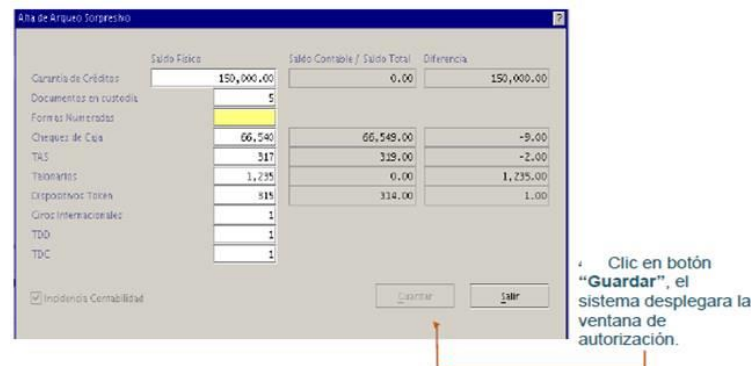 Alta de Arqueo Sorpresivo ?
Saldo Físico Saldo Contable / Saldo Total Diferencia
Garantía de Créditos 150,000.00 0.00 150,000.00
Documentos en custodia 5
Formas Numeradas
Cheques de Caja 66,540 66,549.00 -9.00
TAS 317 319.00 -2.00
Talonarios 1,235 0.00 1,235.00
Dispositivos Token 315 314.00 1.00
Giros Internacionales 1
TDD 1
TDC 1
Incidencia Contabilidad Guardar Salir
Clic en botón
“Guardar”, el
sistema desplegara la
ventana de
autorización.